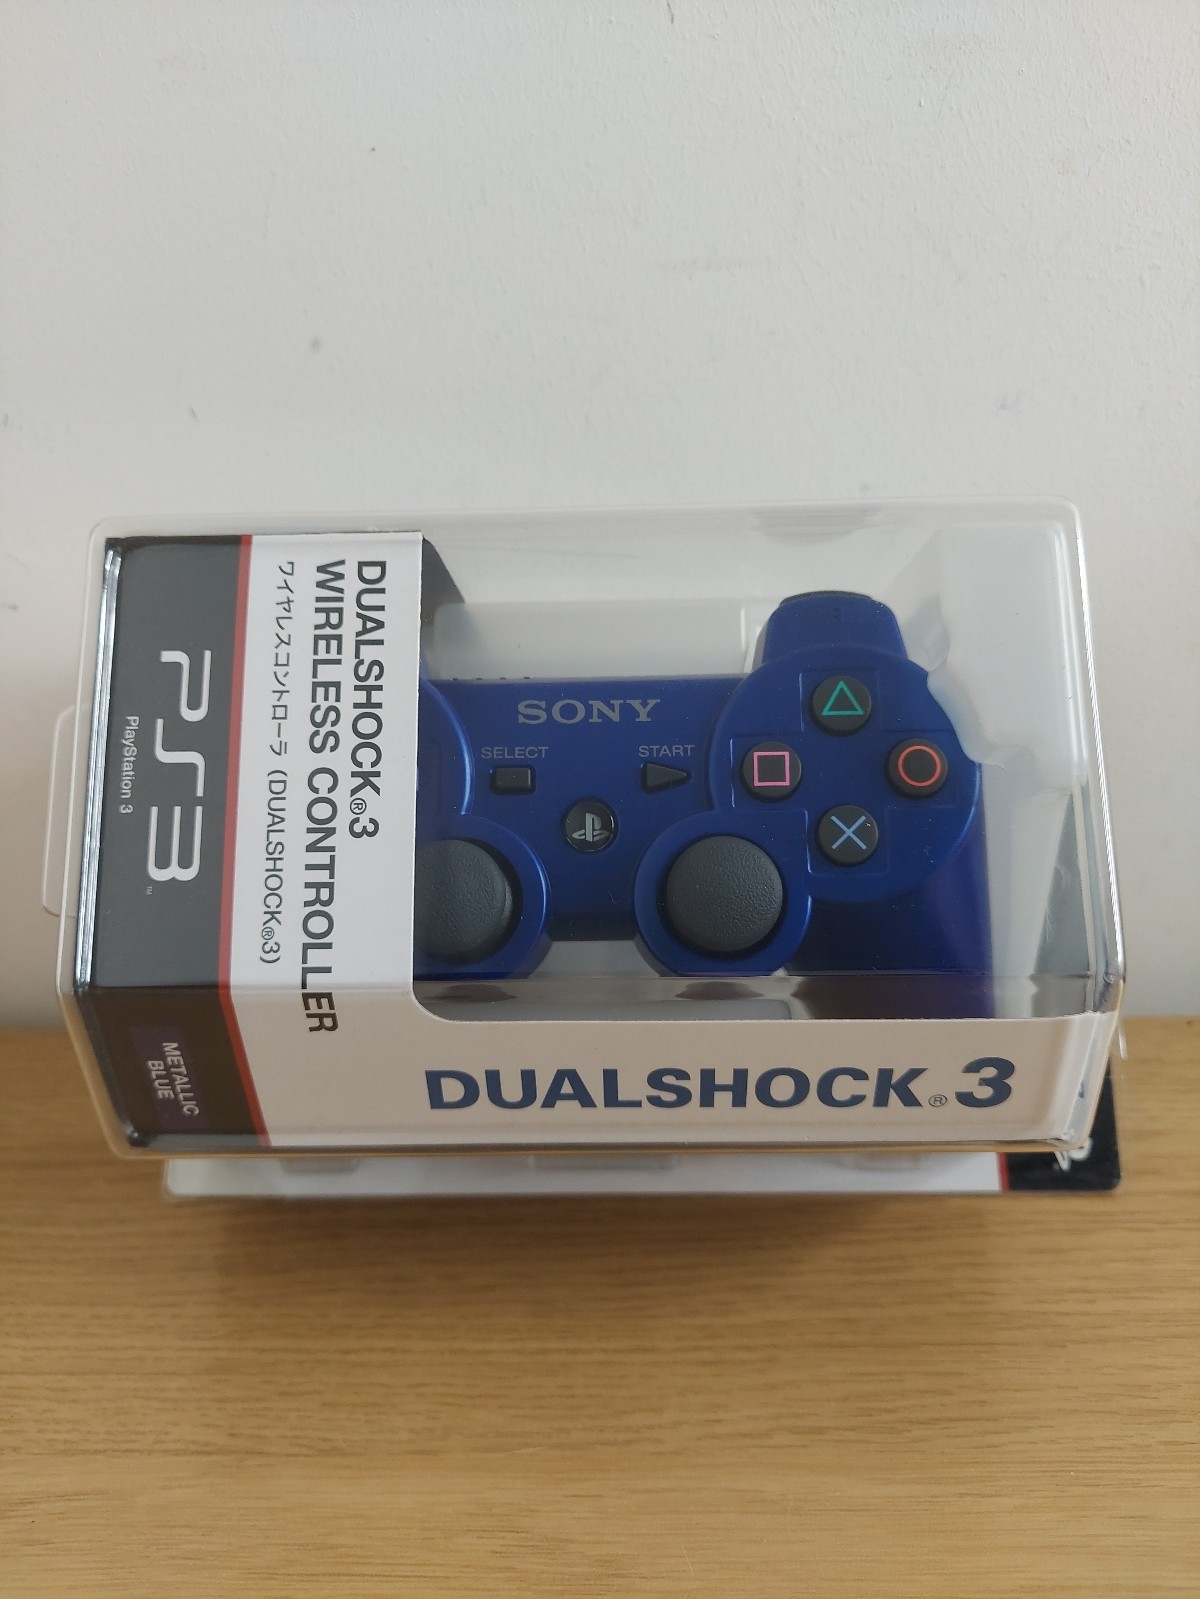 DUALSHOCK®3
WIRELESS CONTROLLER
ワイヤレスコントローラ (DUALSHOCK®3)
PS3™
PlayStation 3
SONY
SELECT
START
METALLIC
BLUE
DUALSHOCK®3